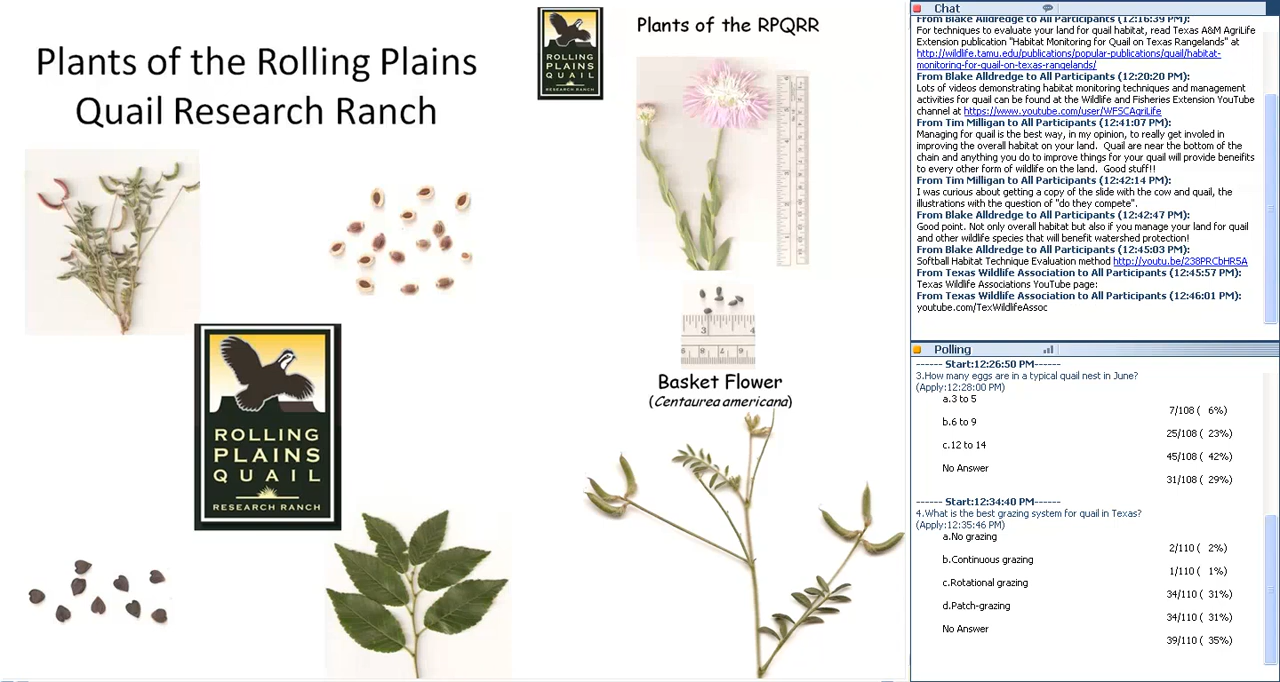 Plants of the Rolling Plains
Quail Research Ranch
ROLLING
PLAINS
QUAIL
RESEARCH RANCH
ROLLING
PLAINS
QUAIL
RESEARCH RANCH
Plants of the RPQRR
Basket Flower
(Centaurea americana)
Chat
From Blake Alldredge to All Participants (12:16:39 PM):
For techniques to evaluate your land for quail habitat, read Texas A&M AgriLife
Extension publication "Habitat Monitoring for Quail on Texas Rangelands" at
http://wildlife.tamu.edu/publications/popular-publications/quail/habitat-
monitoring-for-quail-on-texas-rangelands/
From Blake Alldredge to All Participants (12:20:20 PM):
Lots of videos demonstrating habitat monitoring techniques and management
activities for quail can be found at the Wildlife and Fisheries Extension YouTube
channel at https://www.youtube.com/user/WFSCAgriLife
From Tim Milligan to All Participants (12:41:07 PM):
Managing for quail is the best way, in my opinion, to really get involed in
improving the overall habitat on your land. Quail are near the bottom of the
chain and anything you do to improve things for your quail will provide beneifits
to every other form of wildlife on the land. Good stuff!!
From Tim Milligan to All Participants (12:42:14 PM):
I was curious about getting a copy of the slide with the cow and quail, the
illustrations with the question of "do they compete".
From Blake Alldredge to All Participants (12:42:47 PM):
Good point. Not only overall habitat but also if you manage your land for quail
and other wildlife species that will benefit watershed protection!
From Blake Alldredge to All Participants (12:45:03 PM):
Softball Habitat Technique Evaluation method http://youtu.be/238PRCbHR5A
From Texas Wildlife Association to All Participants (12:45:57 PM):
Texas Wildlife Associations YouTube page:
From Texas Wildlife Association to All Participants (12:46:01 PM):
youtube.com/TexWildlifeAssoc
Polling
------ Start:12:26:50 PM------
3.How many eggs are in a typical quail nest in June?
(Apply:12:28:00 PM)
a.3 to 5
7/108 ( 6%)
b.6 to 9
25/108 ( 23%)
c.12 to 14
45/108 ( 42%)
No Answer
31/108 ( 29%)
------ Start:12:34:40 PM------
4.What is the best grazing system for quail in Texas?
(Apply:12:35:46 PM)
a.No grazing
2/110 ( 2%)
b.Continuous grazing
1/110 ( 1%)
c.Rotational grazing
34/110 ( 31%)
d.Patch-grazing
34/110 ( 31%)
No Answer
39/110 ( 35%)